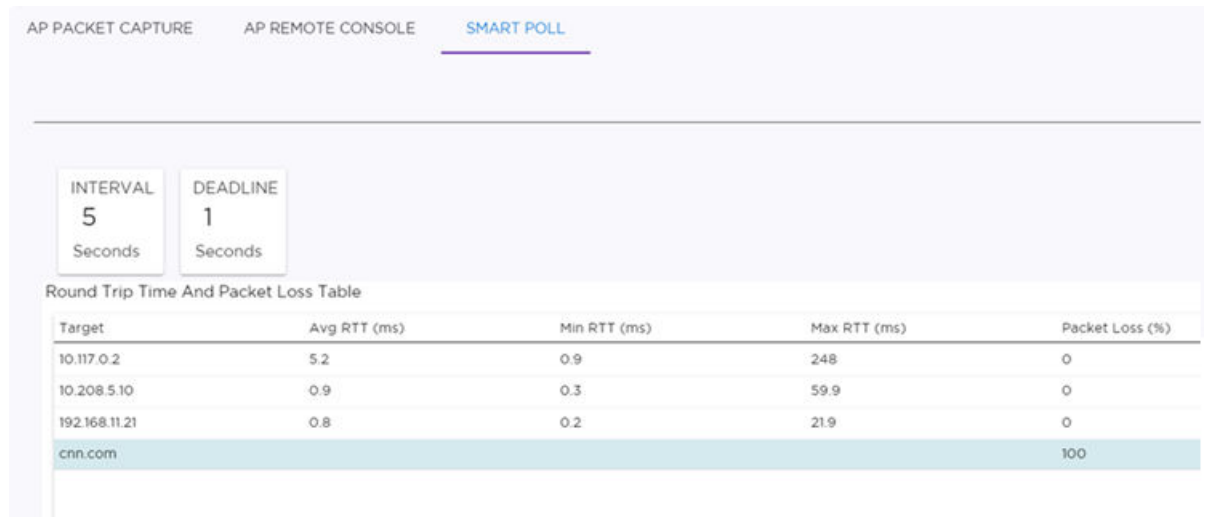 AP PACKET CAPTURE AP REMOTE CONSOLE SMART POLL
INTERVAL DEADLINE
5 1
Seconds Seconds
Round Trip Time And Packet Loss Table
Target Avg RTT (ms) Min RTT (ms) Max RTT (ms) Packet Loss (%)
10.117.0.2 5.2 0.9 248 0
10.208.5.10 0.9 0.3 59.9 0
192.168.11.21 0.8 0.2 21.9 0
cnn.com 100